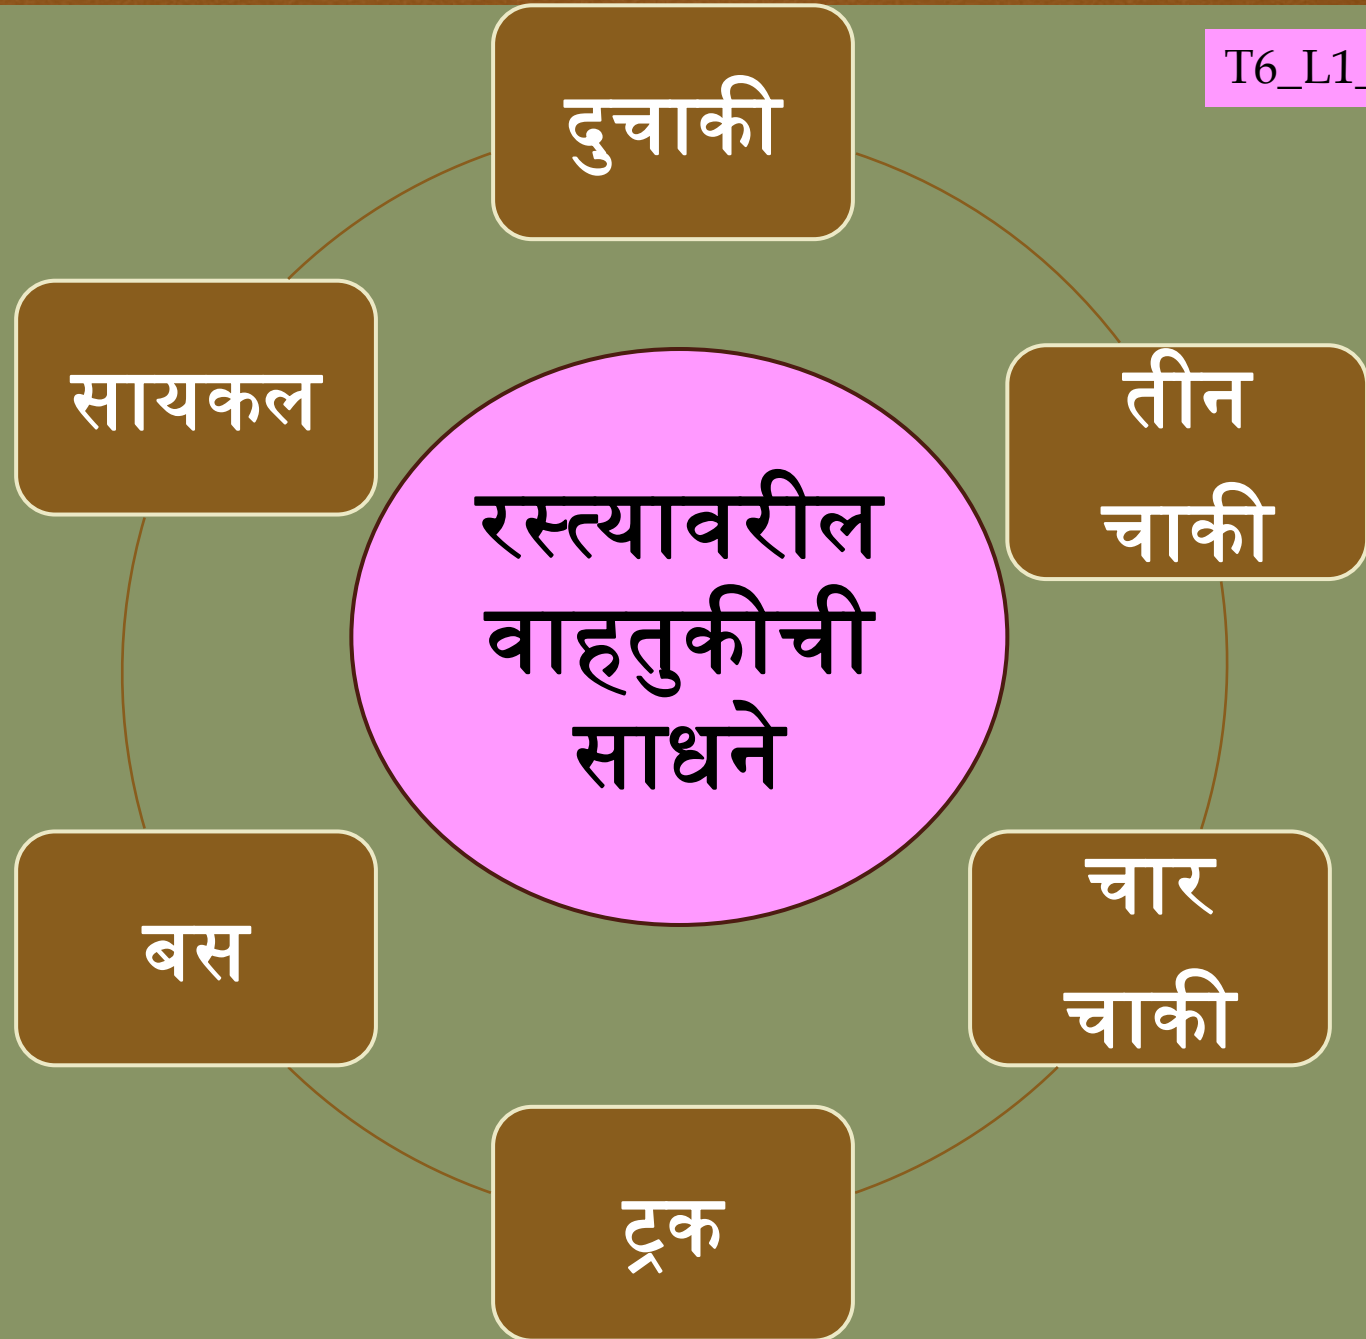 दुचाकी
T6_L1_
सायकल
तीन
चाकी
रस्त्यावरील
वाहतुकीची
साधने
बस
चार
चाकी
ट्रक